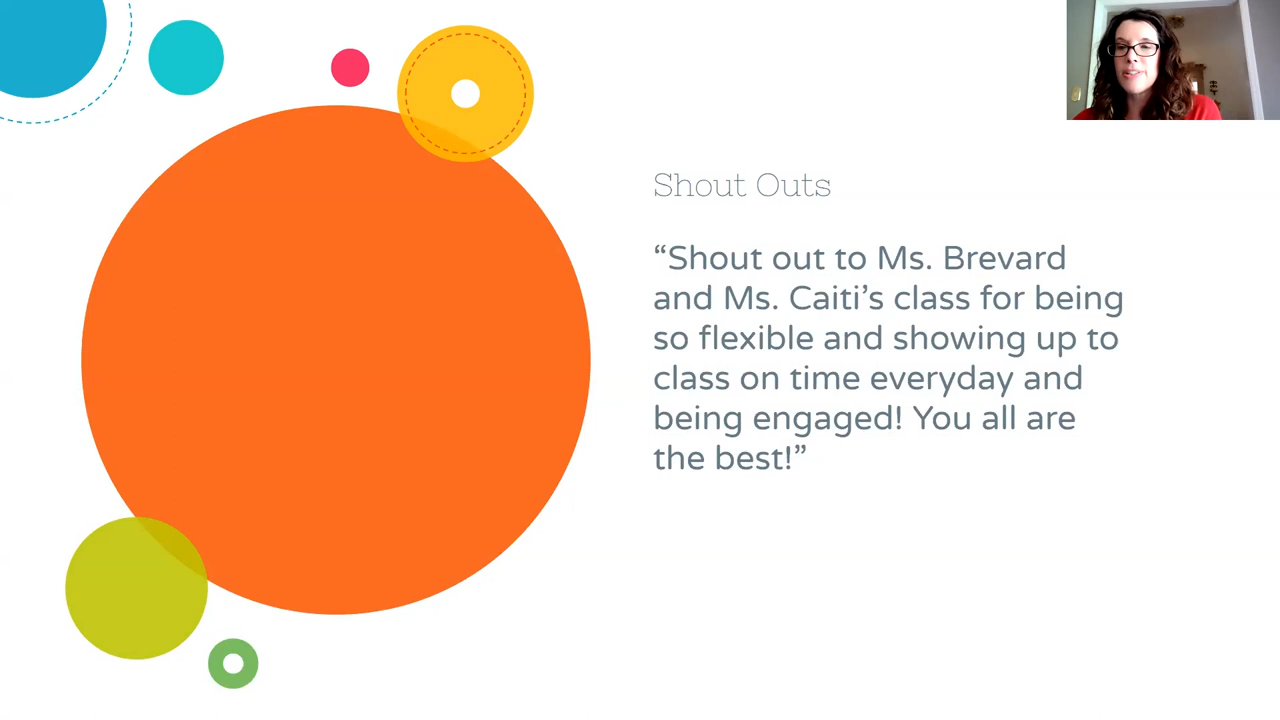 Shout Outs
“Shout out to Ms. Brevard
and Ms. Caiti’s class for being
so flexible and showing up to
class on time everyday and
being engaged! You all are
the best!”